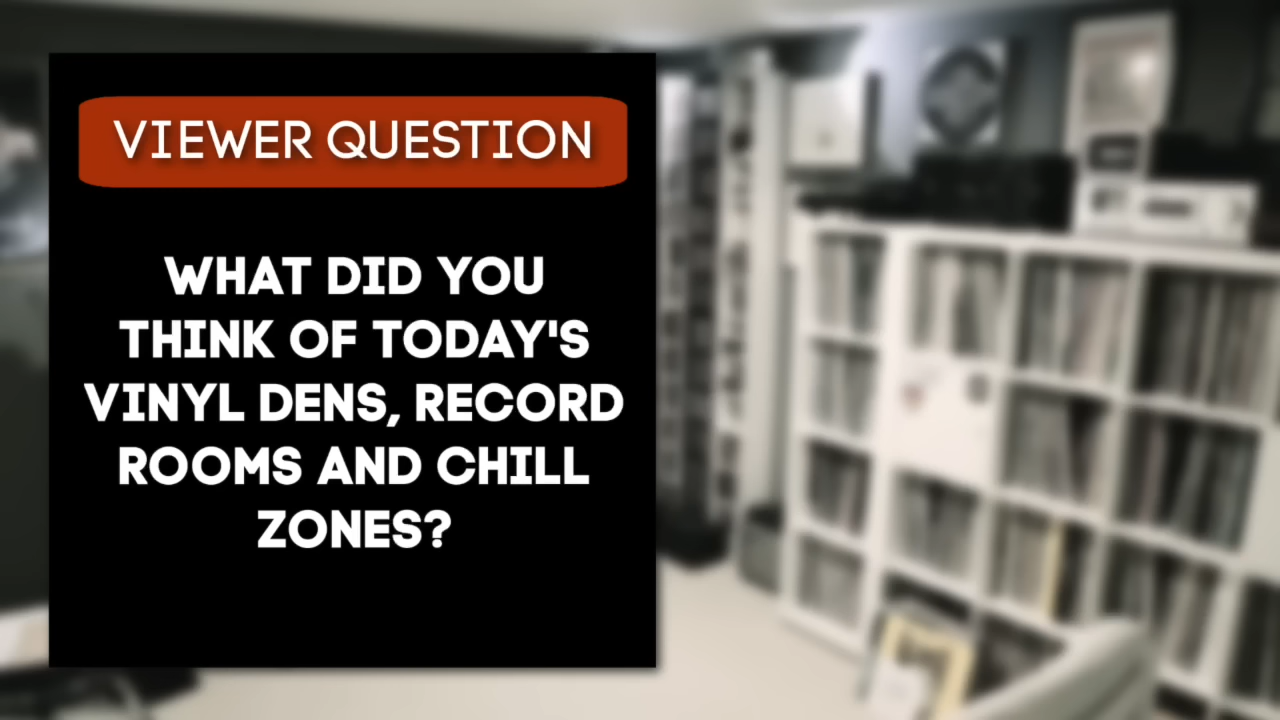 VIEWER QUESTION
WHAT DID YOU
THINK OF TODAY'S
VINYL DENS, RECORD
ROOMS AND CHILL
ZONES?